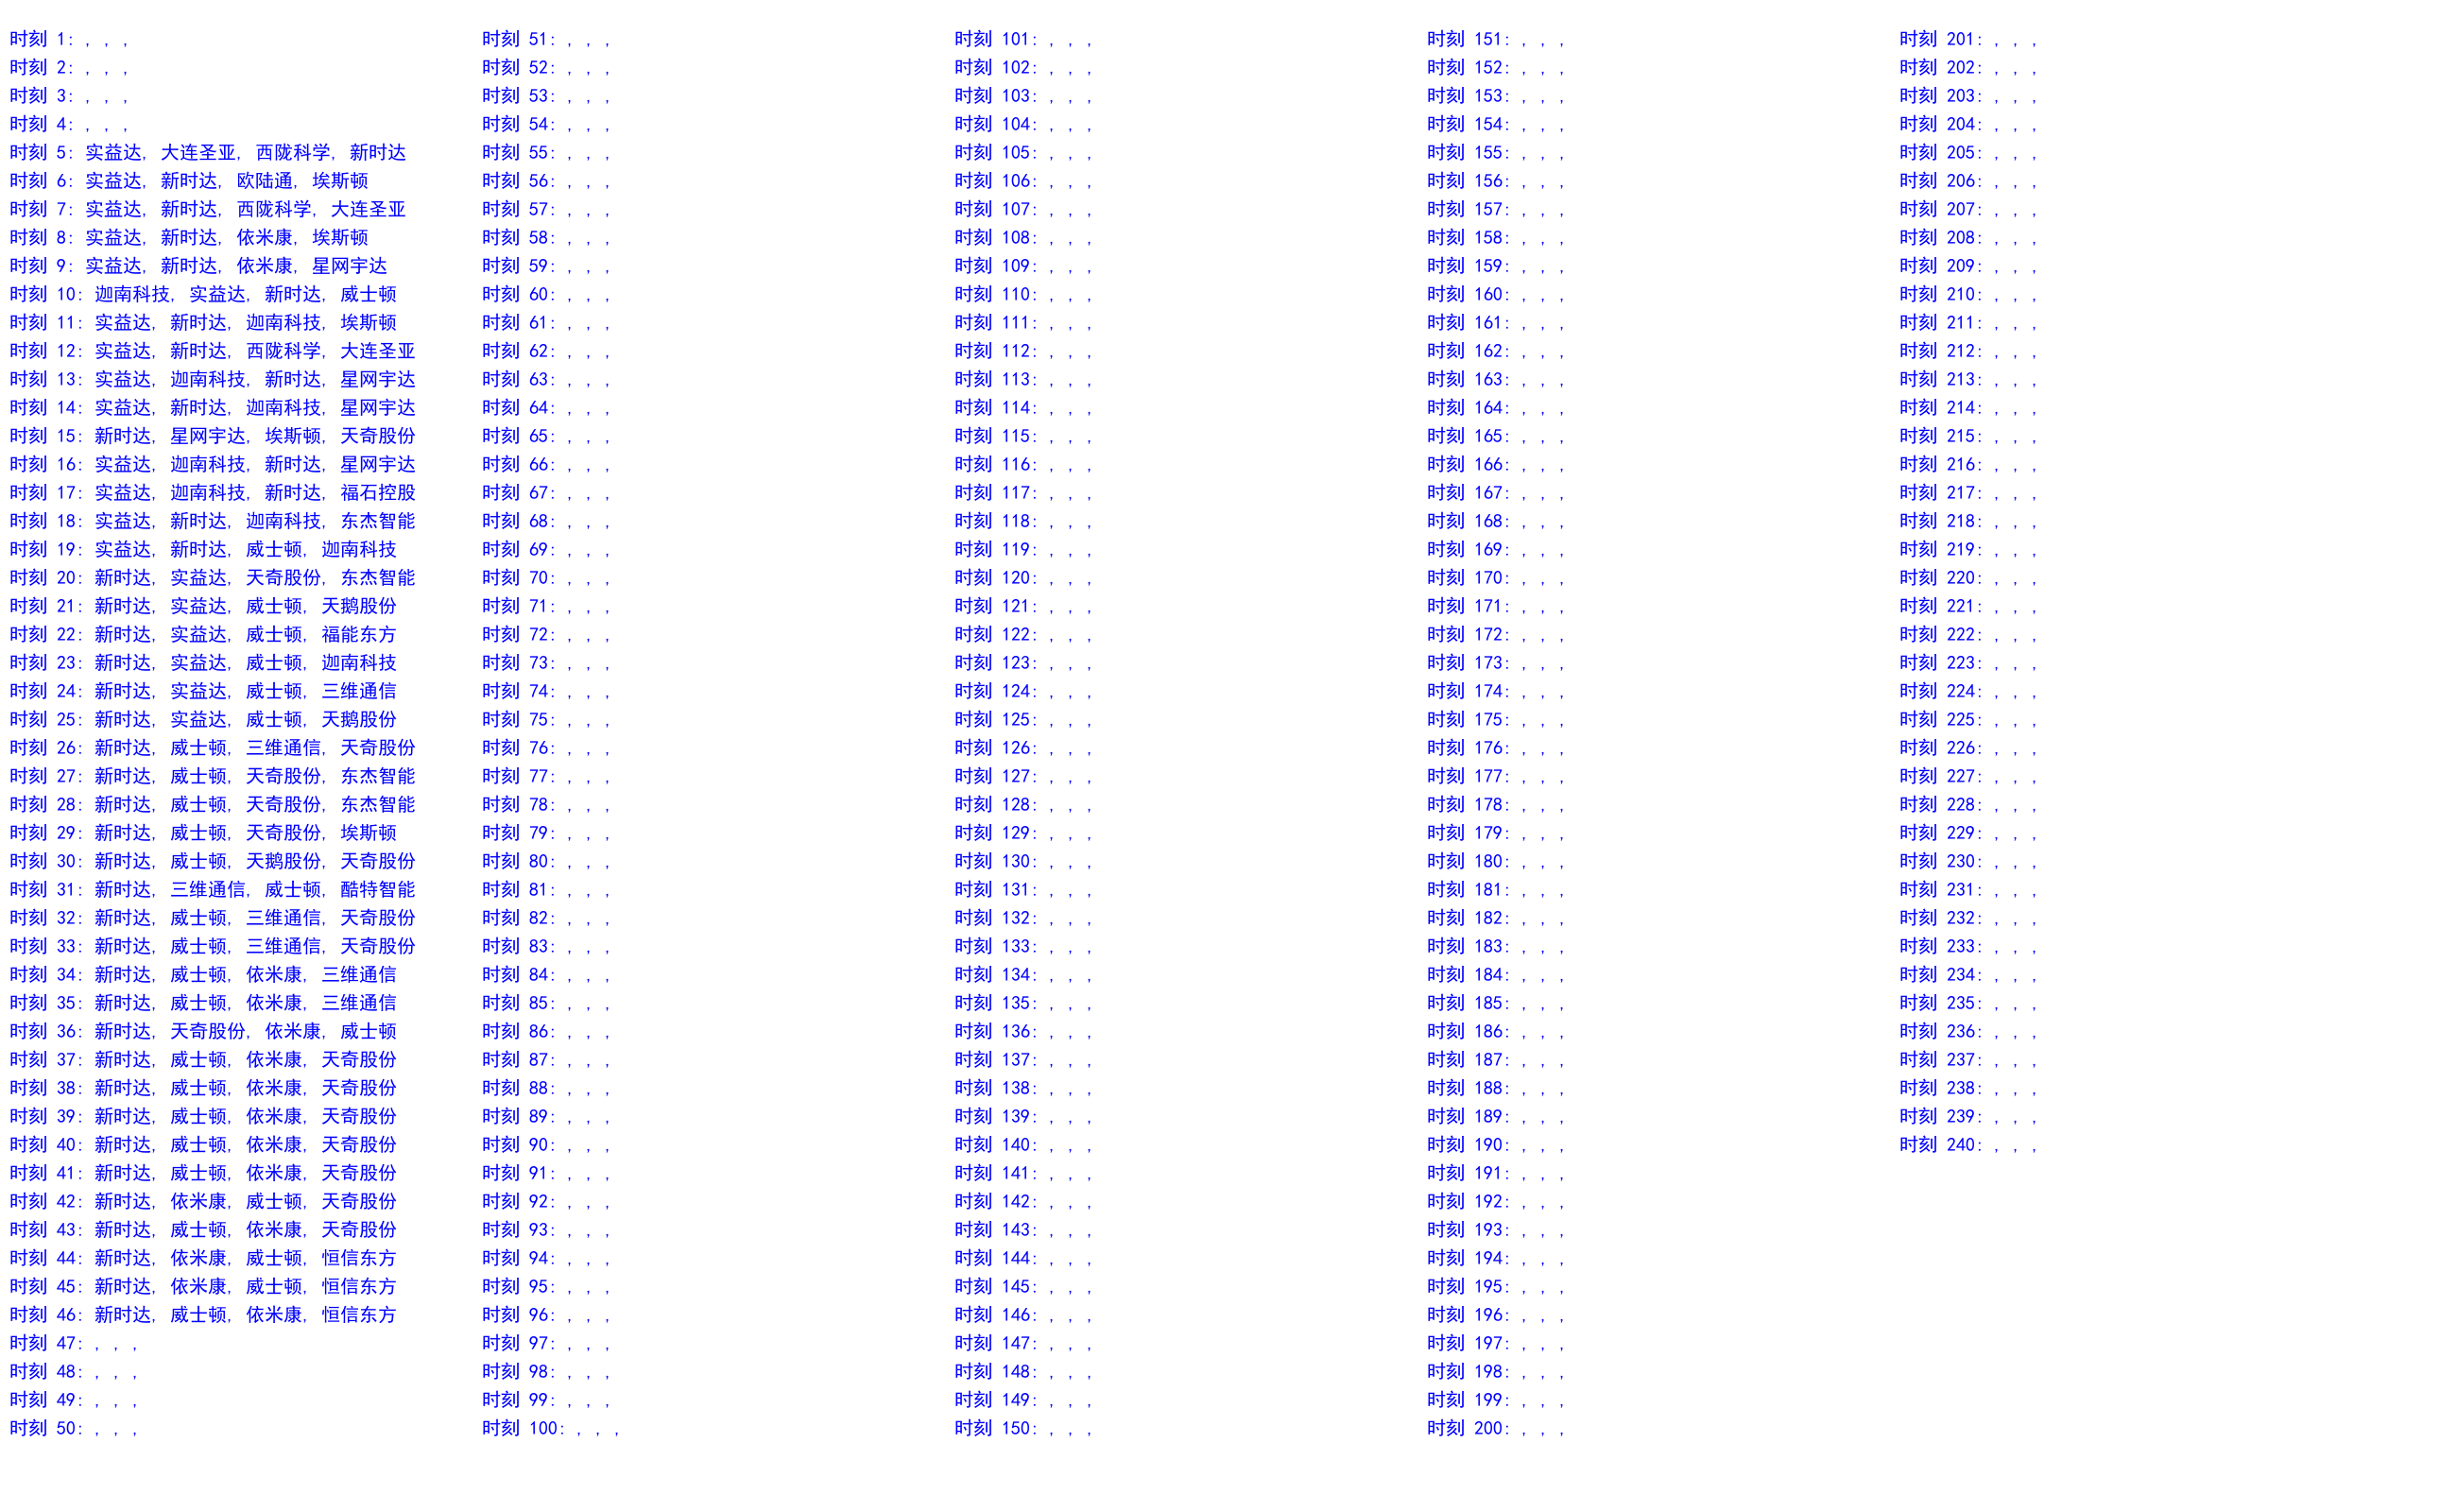 时刻 1: , , ,
时刻 2: , , ,
时刻 3: , , ,
时刻 4: , , ,
时刻 5: 实益达, 大连圣亚, 西陇科学, 新时达
时刻 6: 实益达, 新时达, 欧陆通, 埃斯顿
时刻 7: 实益达, 新时达, 西陇科学, 大连圣亚
时刻 8: 实益达, 新时达, 依米康, 埃斯顿
时刻 9: 实益达, 新时达, 依米康, 星网宇达
时刻 10: 迦南科技, 实益达, 新时达, 威士顿
时刻 11: 实益达, 新时达, 迦南科技, 埃斯顿
时刻 12: 实益达, 新时达, 西陇科学, 大连圣亚
时刻 13: 实益达, 迦南科技, 新时达, 星网宇达
时刻 14: 实益达, 新时达, 迦南科技, 星网宇达
时刻 15: 新时达, 星网宇达, 埃斯顿, 天奇股份
时刻 16: 实益达, 迦南科技, 新时达, 星网宇达
时刻 17: 实益达, 迦南科技, 新时达, 福石控股
时刻 18: 实益达, 新时达, 迦南科技, 东杰智能
时刻 19: 实益达, 新时达, 威士顿, 迦南科技
时刻 20: 新时达, 实益达, 天奇股份, 东杰智能
时刻 21: 新时达, 实益达, 威士顿, 天鹅股份
时刻 22: 新时达, 实益达, 威士顿, 福能东方
时刻 23: 新时达, 实益达, 威士顿, 迦南科技
时刻 24: 新时达, 实益达, 威士顿, 三维通信
时刻 25: 新时达, 实益达, 威士顿, 天鹅股份
时刻 26: 新时达, 威士顿, 三维通信, 天奇股份
时刻 27: 新时达, 威士顿, 天奇股份, 东杰智能
时刻 28: 新时达, 威士顿, 天奇股份, 东杰智能
时刻 29: 新时达, 威士顿, 天奇股份, 埃斯顿
时刻 30: 新时达, 威士顿, 天鹅股份, 天奇股份
时刻 31: 新时达, 三维通信, 威士顿, 酷特智能
时刻 32: 新时达, 威士顿, 三维通信, 天奇股份
时刻 33: 新时达, 威士顿, 三维通信, 天奇股份
时刻 34: 新时达, 威士顿, 依米康, 三维通信
时刻 35: 新时达, 威士顿, 依米康, 三维通信
时刻 36: 新时达, 天奇股份, 依米康, 威士顿
时刻 37: 新时达, 威士顿, 依米康, 天奇股份
时刻 38: 新时达, 威士顿, 依米康, 天奇股份
时刻 39: 新时达, 威士顿, 依米康, 天奇股份
时刻 40: 新时达, 威士顿, 依米康, 天奇股份
时刻 41: 新时达, 威士顿, 依米康, 天奇股份
时刻 42: 新时达, 依米康, 威士顿, 天奇股份
时刻 43: 新时达, 威士顿, 依米康, 天奇股份
时刻 44: 新时达, 依米康, 威士顿, 恒信东方
时刻 45: 新时达, 依米康, 威士顿, 恒信东方
时刻 46: 新时达, 威士顿, 依米康, 恒信东方
时刻 47: , , ,
时刻 48: , , ,
时刻 49: , , ,
时刻 50: , , ,
时刻 51: , , ,
时刻 52: , , ,
时刻 53: , , ,
时刻 54: , , ,
时刻 55: , , ,
时刻 56: , , ,
时刻 57: , , ,
时刻 58: , , ,
时刻 59: , , ,
时刻 60: , , ,
时刻 61: , , ,
时刻 62: , , ,
时刻 63: , , ,
时刻 64: , , ,
时刻 65: , , ,
时刻 66: , , ,
时刻 67: , , ,
时刻 68: , , ,
时刻 69: , , ,
时刻 70: , , ,
时刻 71: , , ,
时刻 72: , , ,
时刻 73: , , ,
时刻 74: , , ,
时刻 75: , , ,
时刻 76: , , ,
时刻 77: , , ,
时刻 78: , , ,
时刻 79: , , ,
时刻 80: , , ,
时刻 81: , , ,
时刻 82: , , ,
时刻 83: , , ,
时刻 84: , , ,
时刻 85: , , ,
时刻 86: , , ,
时刻 87: , , ,
时刻 88: , , ,
时刻 89: , , ,
时刻 90: , , ,
时刻 91: , , ,
时刻 92: , , ,
时刻 93: , , ,
时刻 94: , , ,
时刻 95: , , ,
时刻 96: , , ,
时刻 97: , , ,
时刻 98: , , ,
时刻 99: , , ,
时刻 100: , , ,
时刻 101: , , ,
时刻 102: , , ,
时刻 103: , , ,
时刻 104: , , ,
时刻 105: , , ,
时刻 106: , , ,
时刻 107: , , ,
时刻 108: , , ,
时刻 109: , , ,
时刻 110: , , ,
时刻 111: , , ,
时刻 112: , , ,
时刻 113: , , ,
时刻 114: , , ,
时刻 115: , , ,
时刻 116: , , ,
时刻 117: , , ,
时刻 118: , , ,
时刻 119: , , ,
时刻 120: , , ,
时刻 121: , , ,
时刻 122: , , ,
时刻 123: , , ,
时刻 124: , , ,
时刻 125: , , ,
时刻 126: , , ,
时刻 127: , , ,
时刻 128: , , ,
时刻 129: , , ,
时刻 130: , , ,
时刻 131: , , ,
时刻 132: , , ,
时刻 133: , , ,
时刻 134: , , ,
时刻 135: , , ,
时刻 136: , , ,
时刻 137: , , ,
时刻 138: , , ,
时刻 139: , , ,
时刻 140: , , ,
时刻 141: , , ,
时刻 142: , , ,
时刻 143: , , ,
时刻 144: , , ,
时刻 145: , , ,
时刻 146: , , ,
时刻 147: , , ,
时刻 148: , , ,
时刻 149: , , ,
时刻 150: , , ,
时刻 151: , , ,
时刻 152: , , ,
时刻 153: , , ,
时刻 154: , , ,
时刻 155: , , ,
时刻 156: , , ,
时刻 157: , , ,
时刻 158: , , ,
时刻 159: , , ,
时刻 160: , , ,
时刻 161: , , ,
时刻 162: , , ,
时刻 163: , , ,
时刻 164: , , ,
时刻 165: , , ,
时刻 166: , , ,
时刻 167: , , ,
时刻 168: , , ,
时刻 169: , , ,
时刻 170: , , ,
时刻 171: , , ,
时刻 172: , , ,
时刻 173: , , ,
时刻 174: , , ,
时刻 175: , , ,
时刻 176: , , ,
时刻 177: , , ,
时刻 178: , , ,
时刻 179: , , ,
时刻 180: , , ,
时刻 181: , , ,
时刻 182: , , ,
时刻 183: , , ,
时刻 184: , , ,
时刻 185: , , ,
时刻 186: , , ,
时刻 187: , , ,
时刻 188: , , ,
时刻 189: , , ,
时刻 190: , , ,
时刻 191: , , ,
时刻 192: , , ,
时刻 193: , , ,
时刻 194: , , ,
时刻 195: , , ,
时刻 196: , , ,
时刻 197: , , ,
时刻 198: , , ,
时刻 199: , , ,
时刻 200: , , ,
时刻 201: , , ,
时刻 202: , , ,
时刻 203: , , ,
时刻 204: , , ,
时刻 205: , , ,
时刻 206: , , ,
时刻 207: , , ,
时刻 208: , , ,
时刻 209: , , ,
时刻 210: , , ,
时刻 211: , , ,
时刻 212: , , ,
时刻 213: , , ,
时刻 214: , , ,
时刻 215: , , ,
时刻 216: , , ,
时刻 217: , , ,
时刻 218: , , ,
时刻 219: , , ,
时刻 220: , , ,
时刻 221: , , ,
时刻 222: , , ,
时刻 223: , , ,
时刻 224: , , ,
时刻 225: , , ,
时刻 226: , , ,
时刻 227: , , ,
时刻 228: , , ,
时刻 229: , , ,
时刻 230: , , ,
时刻 231: , , ,
时刻 232: , , ,
时刻 233: , , ,
时刻 234: , , ,
时刻 235: , , ,
时刻 236: , , ,
时刻 237: , , ,
时刻 238: , , ,
时刻 239: , , ,
时刻 240: , , ,